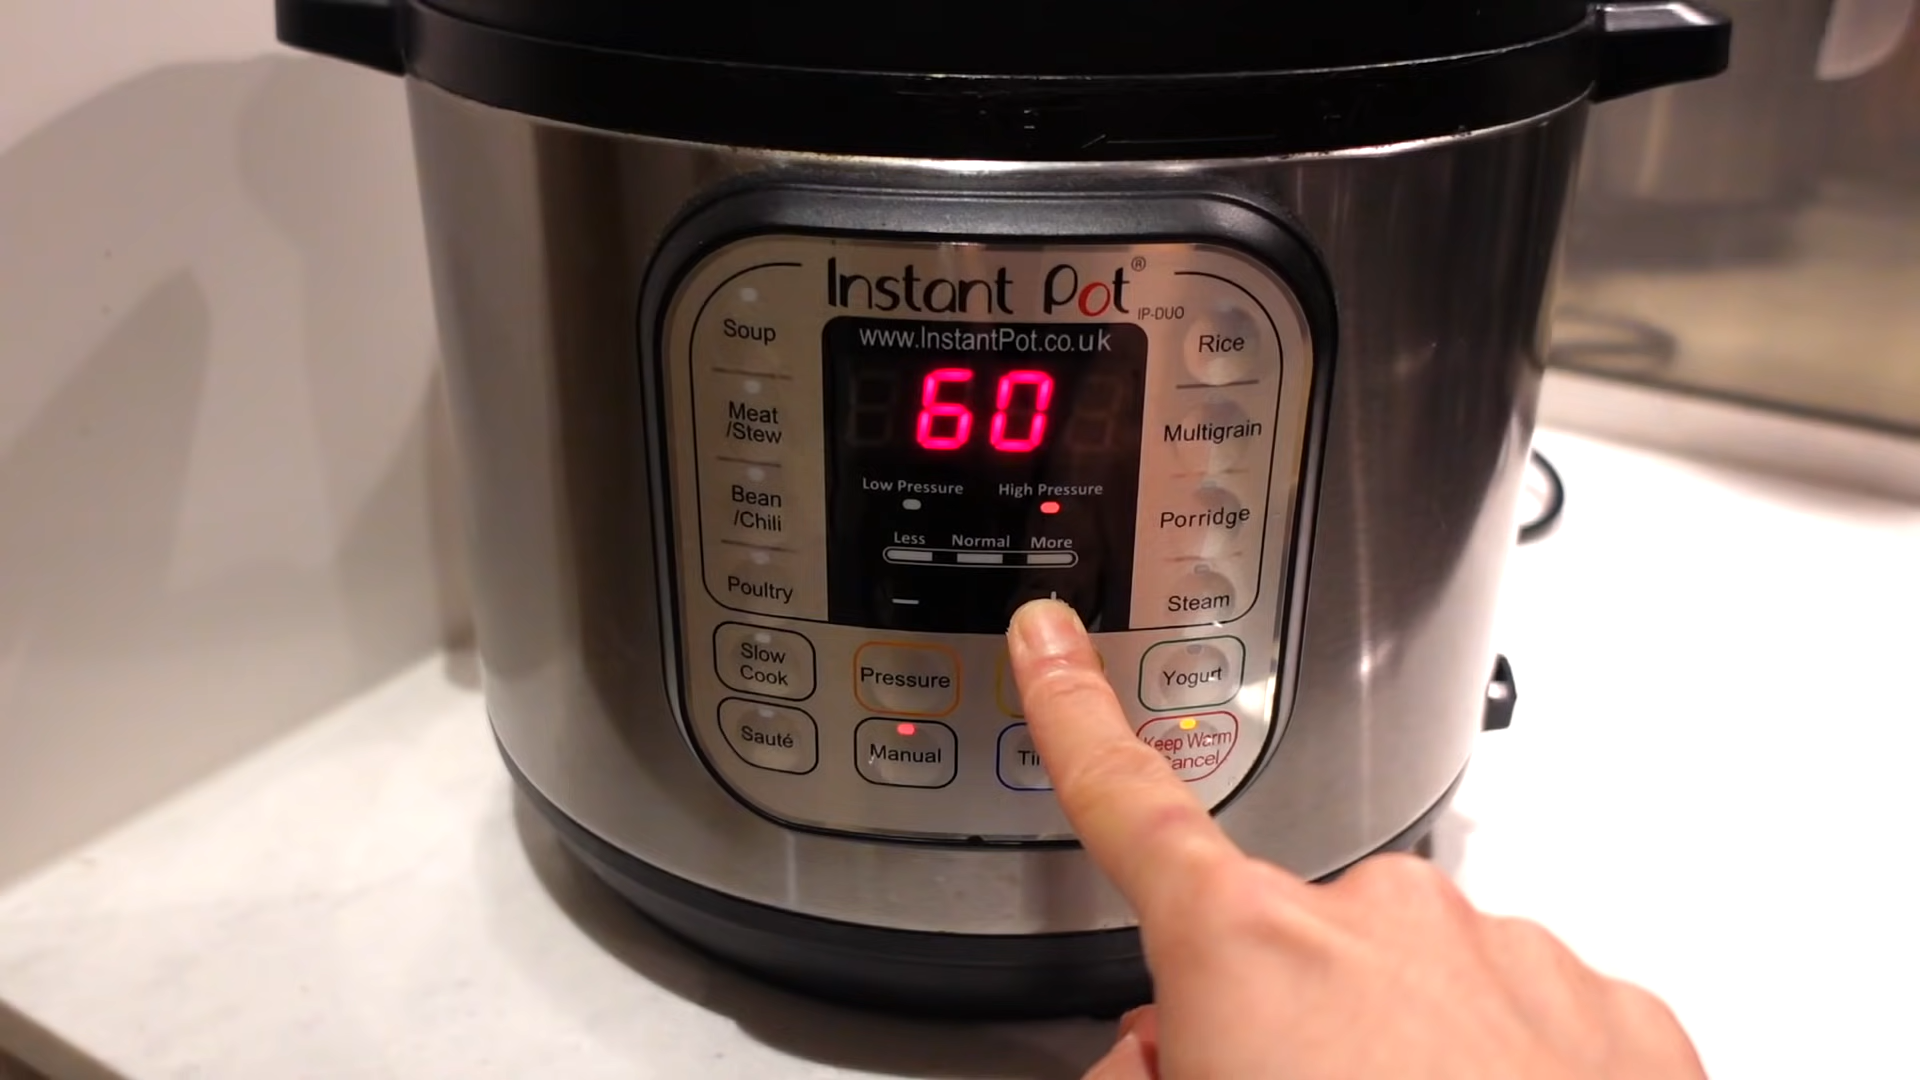 Instant Pot®
IP-DUO
www.InstantPot.co.uk
60
Low Pressure High Pressure
Less Normal More
− +
Soup
Meat
/Stew
Bean
/Chili
Poultry
Slow
Cook
Sauté
Pressure
Manual
Rice
Multigrain
Porridge
Steam
Yogurt
Keep Warm
Cancel